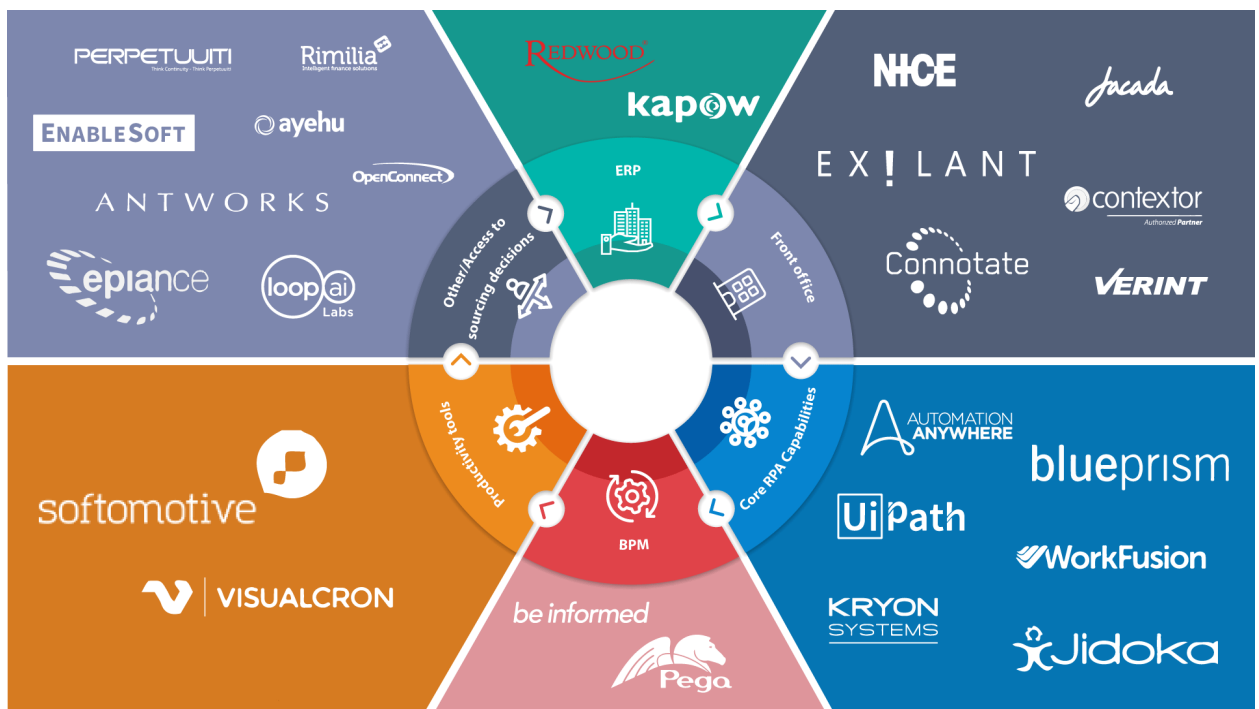 PERPETUUITI
Think Continuity - Think Perpetuuiti
Rimilia
Intelligent finance solutions
ENABLESOFT
ayehu
OPENCONNECT
ANTWORKS
epiance
loop ai
Labs
Other/Access to
sourcing decisions
REDWOOD®
kapow
ERP
NICE
Jacada
EX!LANT
contextor
Authorized Partner
Connotate
VERINT
Front office
softomotive
VISUALCRON
Productivity tools
BPM
be informed
Pega
Core RPA Capabilities
AUTOMATION
ANYWHERE
blueprism
UiPath
WorkFusion
KRYON
SYSTEMS
Jidoka